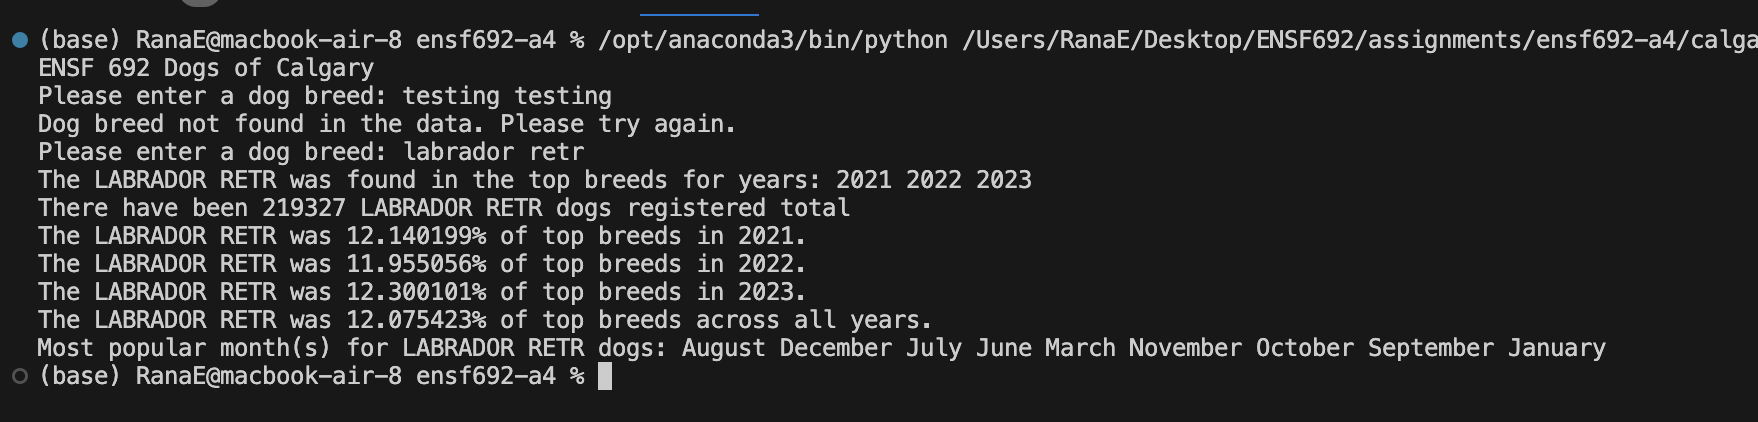 (base) RanaE@macbook-air-8 ensf692-a4 % /opt/anaconda3/bin/python /Users/RanaE/Desktop/ENSF692/assignments/ensf692-a4/calga
ENSF 692 Dogs of Calgary
Please enter a dog breed: testing testing
Dog breed not found in the data. Please try again.
Please enter a dog breed: labrador retr
The LABRADOR RETR was found in the top breeds for years: 2021 2022 2023
There have been 219327 LABRADOR RETR dogs registered total
The LABRADOR RETR was 12.140199% of top breeds in 2021.
The LABRADOR RETR was 11.955056% of top breeds in 2022.
The LABRADOR RETR was 12.300101% of top breeds in 2023.
The LABRADOR RETR was 12.075423% of top breeds across all years.
Most popular month(s) for LABRADOR RETR dogs: August December July June March November October September January
(base) RanaE@macbook-air-8 ensf692-a4 %